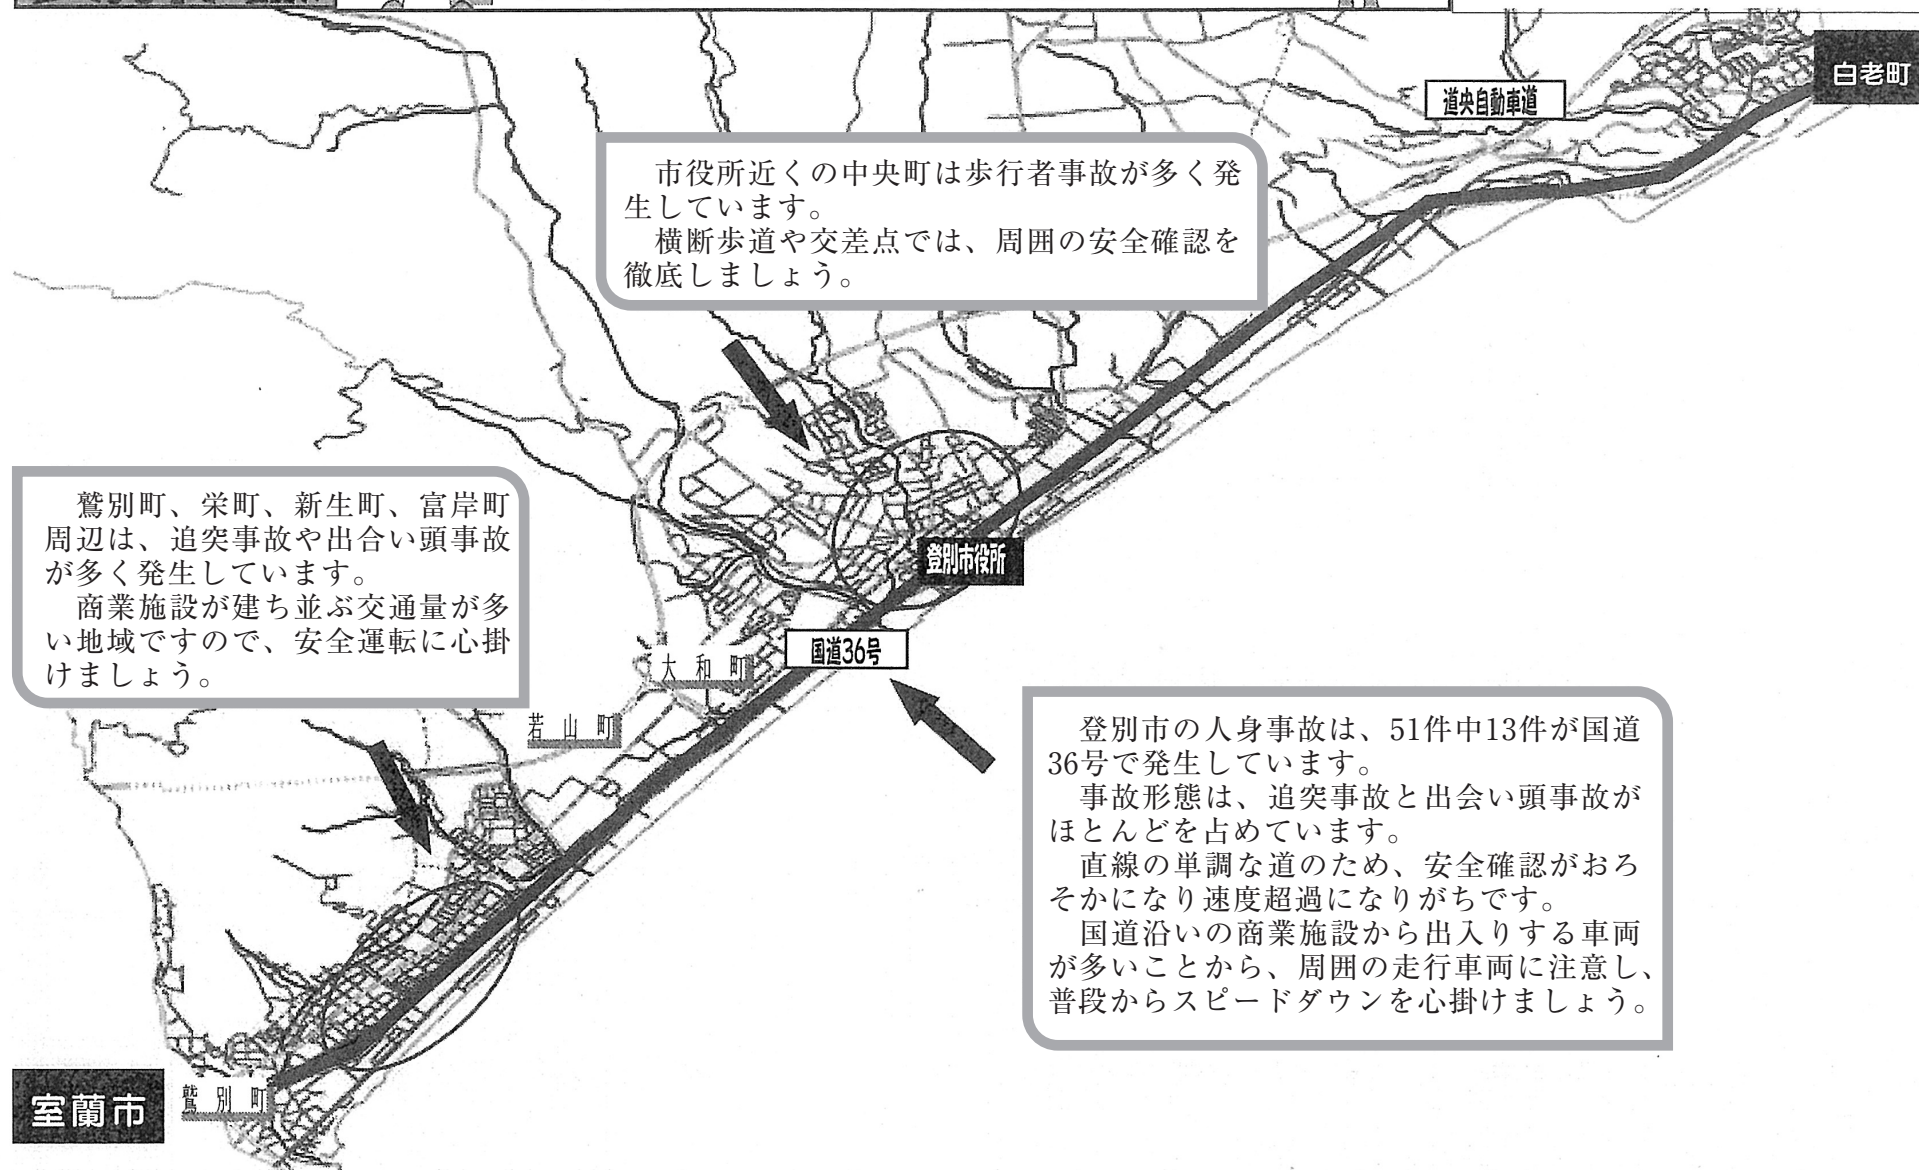 白老町
道央自動車道
市役所近くの中央町は歩行者事故が多く発
生しています。
横断歩道や交差点では、周囲の安全確認を
徹底しましょう。
鷲別町、栄町、新生町、富岸町
周辺は、追突事故や出合い頭事故
が多く発生しています。
商業施設が建ち並ぶ交通量が多
い地域ですので、安全運転に心掛
けましょう。
登別市役所
国道36号
大和町
若山町
登別市の人身事故は、51件中13件が国道
36号で発生しています。
事故形態は、追突事故と出会い頭事故が
ほとんどを占めています。
直線の単調な道のため、安全確認がおろ
そかになり速度超過になりがちです。
国道沿いの商業施設から出入りする車両
が多いことから、周囲の走行車両に注意し、
普段からスピードダウンを心掛けましょう。
室蘭市
鷲別町